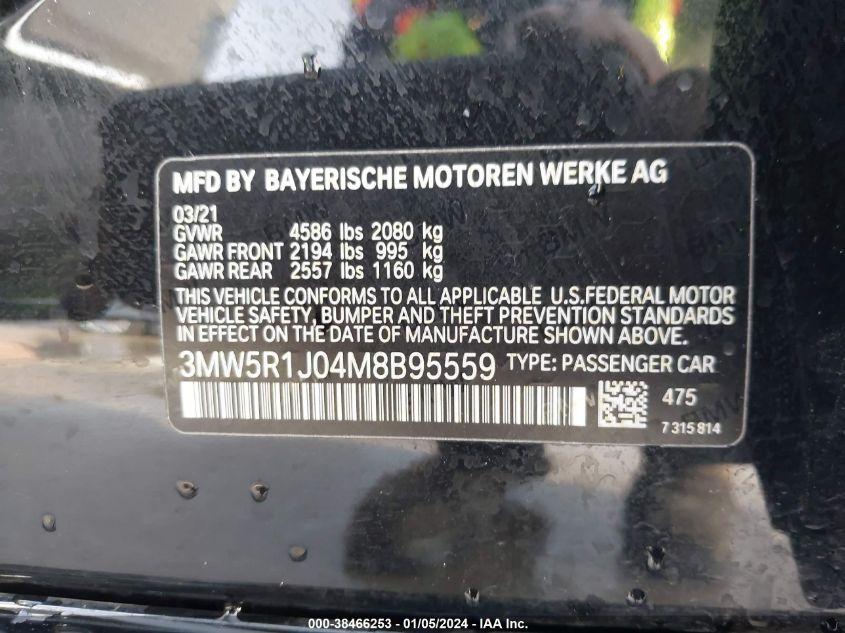 MFD BY BAYERISCHE MOTOREN WERKE AG
03/21
GVWR 4586 lbs 2080 kg
GAWR FRONT 2194 lbs 995 kg
GAWR REAR 2557 lbs 1160 kg
THIS VEHICLE CONFORMS TO ALL APPLICABLE U.S.FEDERAL MOTOR
VEHICLE SAFETY, BUMPER AND THEFT PREVENTION STANDARDS
IN EFFECT ON THE DATE OF MANUFACTURE SHOWN ABOVE.
3MW5R1J04M8B95559 TYPE: PASSENGER CAR
475
7315814
000-38466253 - 01/05/2024 - IAA Inc.